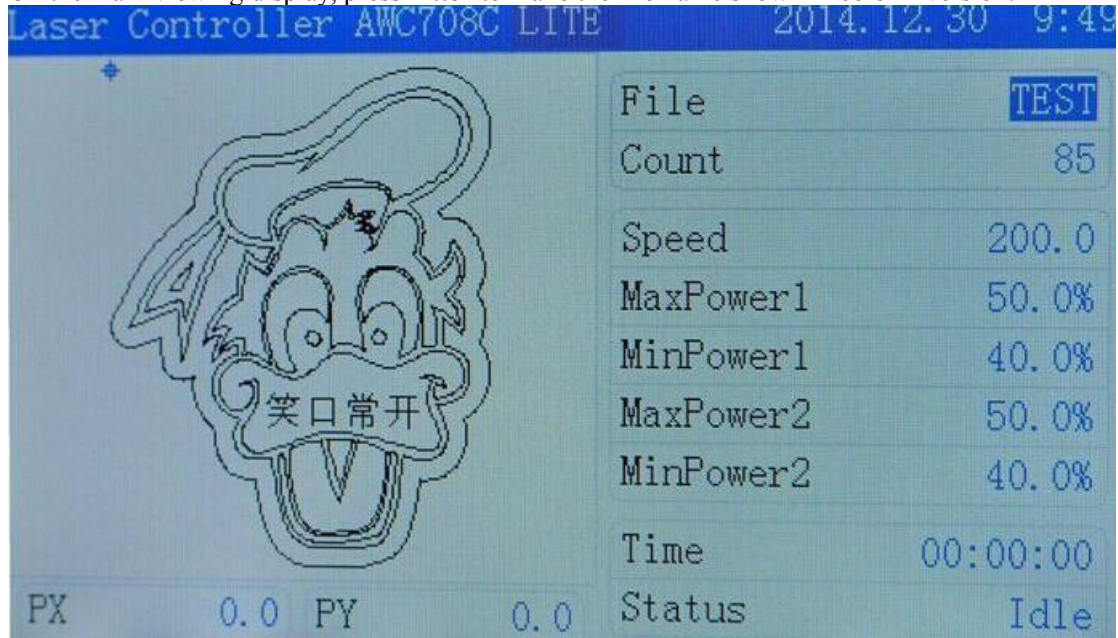 Laser Controller AWC708C LITE 2014.12.30 9:49
File TEST
Count 85
Speed 200.0
MaxPower1 50.0%
MinPower1 40.0%
MaxPower2 50.0%
MinPower2 40.0%
Time 00:00:00
Status Idle
笑口常开
PX 0.0 PY 0.0